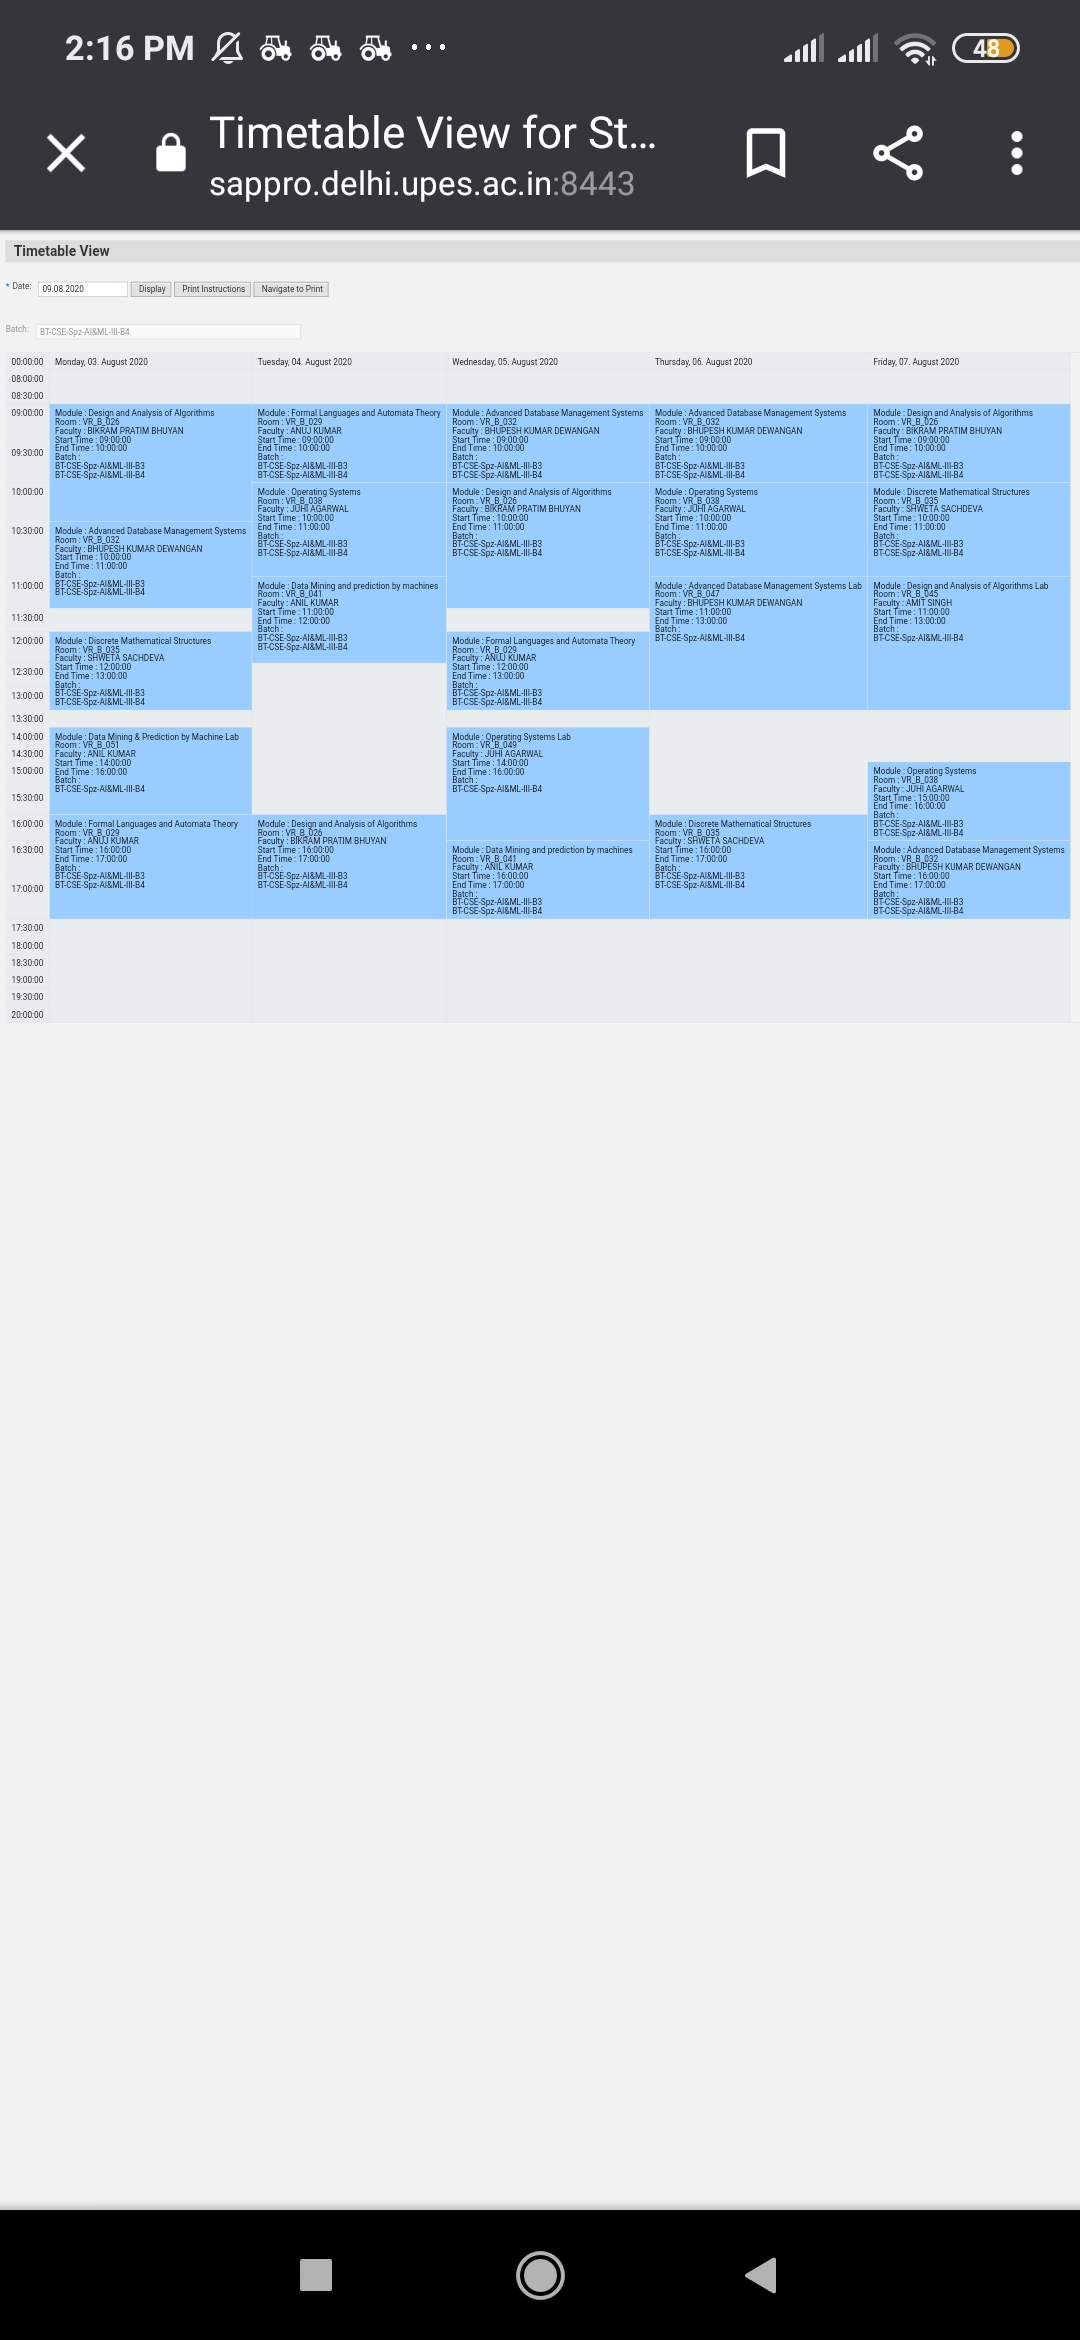 2:16 PM
48
Timetable View for St...
sappro.delhi.upes.ac.in:8443
Timetable View
* Date: 09.08.2020 Display Print Instructions Navigate to Print
Batch: BT-CSE-Spz-AI&ML-III-B4
00:00:00 Monday, 03. August 2020 Tuesday, 04. August 2020 Wednesday, 05. August 2020 Thursday, 06. August 2020 Friday, 07. August 2020
08:00:00
08:30:00
09:00:00
09:30:00
10:00:00
10:30:00
11:00:00
11:30:00
12:00:00
12:30:00
13:00:00
13:30:00
14:00:00
14:30:00
15:00:00
15:30:00
16:00:00
16:30:00
17:00:00
17:30:00
18:00:00
18:30:00
19:00:00
19:30:00
20:00:00
Module : Design and Analysis of Algorithms
Room : VR_B_026
Faculty : BIKRAM PRATIM BHUYAN
Start Time : 09:00:00
End Time : 10:00:00
Batch :
BT-CSE-Spz-AI&ML-III-B3
BT-CSE-Spz-AI&ML-III-B4
Module : Advanced Database Management Systems
Room : VR_B_032
Faculty : BHUPESH KUMAR DEWANGAN
Start Time : 10:00:00
End Time : 11:00:00
Batch :
BT-CSE-Spz-AI&ML-III-B3
BT-CSE-Spz-AI&ML-III-B4
Module : Discrete Mathematical Structures
Room : VR_B_035
Faculty : SHWETA SACHDEVA
Start Time : 12:00:00
End Time : 13:00:00
Batch :
BT-CSE-Spz-AI&ML-III-B3
BT-CSE-Spz-AI&ML-III-B4
Module : Data Mining & Prediction by Machine Lab
Room : VR_B_051
Faculty : ANIL KUMAR
Start Time : 14:00:00
End Time : 16:00:00
Batch :
BT-CSE-Spz-AI&ML-III-B4
Module : Formal Languages and Automata Theory
Room : VR_B_029
Faculty : ANUJ KUMAR
Start Time : 16:00:00
End Time : 17:00:00
Batch :
BT-CSE-Spz-AI&ML-III-B3
BT-CSE-Spz-AI&ML-III-B4
Module : Formal Languages and Automata Theory
Room : VR_B_029
Faculty : ANUJ KUMAR
Start Time : 09:00:00
End Time : 10:00:00
Batch :
BT-CSE-Spz-AI&ML-III-B3
BT-CSE-Spz-AI&ML-III-B4
Module : Operating Systems
Room : VR_B_038
Faculty : JUHI AGARWAL
Start Time : 10:00:00
End Time : 11:00:00
Batch :
BT-CSE-Spz-AI&ML-III-B3
BT-CSE-Spz-AI&ML-III-B4
Module : Data Mining and prediction by machines
Room : VR_B_041
Faculty : ANIL KUMAR
Start Time : 11:00:00
End Time : 12:00:00
Batch :
BT-CSE-Spz-AI&ML-III-B3
BT-CSE-Spz-AI&ML-III-B4
Module : Design and Analysis of Algorithms
Room : VR_B_026
Faculty : BIKRAM PRATIM BHUYAN
Start Time : 16:00:00
End Time : 17:00:00
Batch :
BT-CSE-Spz-AI&ML-III-B3
BT-CSE-Spz-AI&ML-III-B4
Module : Advanced Database Management Systems
Room : VR_B_032
Faculty : BHUPESH KUMAR DEWANGAN
Start Time : 09:00:00
End Time : 10:00:00
Batch :
BT-CSE-Spz-AI&ML-III-B3
BT-CSE-Spz-AI&ML-III-B4
Module : Design and Analysis of Algorithms
Room : VR_B_026
Faculty : BIKRAM PRATIM BHUYAN
Start Time : 10:00:00
End Time : 11:00:00
Batch :
BT-CSE-Spz-AI&ML-III-B3
BT-CSE-Spz-AI&ML-III-B4
Module : Formal Languages and Automata Theory
Room : VR_B_029
Faculty : ANUJ KUMAR
Start Time : 12:00:00
End Time : 13:00:00
Batch :
BT-CSE-Spz-AI&ML-III-B3
BT-CSE-Spz-AI&ML-III-B4
Module : Operating Systems Lab
Room : VR_B_049
Faculty : JUHI AGARWAL
Start Time : 14:00:00
End Time : 16:00:00
Batch :
BT-CSE-Spz-AI&ML-III-B4
Module : Data Mining and prediction by machines
Room : VR_B_041
Faculty : ANIL KUMAR
Start Time : 16:00:00
End Time : 17:00:00
Batch :
BT-CSE-Spz-AI&ML-III-B3
BT-CSE-Spz-AI&ML-III-B4
Module : Advanced Database Management Systems
Room : VR_B_032
Faculty : BHUPESH KUMAR DEWANGAN
Start Time : 09:00:00
End Time : 10:00:00
Batch :
BT-CSE-Spz-AI&ML-III-B3
BT-CSE-Spz-AI&ML-III-B4
Module : Operating Systems
Room : VR_B_038
Faculty : JUHI AGARWAL
Start Time : 10:00:00
End Time : 11:00:00
Batch :
BT-CSE-Spz-AI&ML-III-B3
BT-CSE-Spz-AI&ML-III-B4
Module : Advanced Database Management Systems Lab
Room : VR_B_047
Faculty : BHUPESH KUMAR DEWANGAN
Start Time : 11:00:00
End Time : 13:00:00
Batch :
BT-CSE-Spz-AI&ML-III-B4
Module : Discrete Mathematical Structures
Room : VR_B_035
Faculty : SHWETA SACHDEVA
Start Time : 16:00:00
End Time : 17:00:00
Batch :
BT-CSE-Spz-AI&ML-III-B3
BT-CSE-Spz-AI&ML-III-B4
Module : Design and Analysis of Algorithms
Room : VR_B_026
Faculty : BIKRAM PRATIM BHUYAN
Start Time : 09:00:00
End Time : 10:00:00
Batch :
BT-CSE-Spz-AI&ML-III-B3
BT-CSE-Spz-AI&ML-III-B4
Module : Discrete Mathematical Structures
Room : VR_B_035
Faculty : SHWETA SACHDEVA
Start Time : 10:00:00
End Time : 11:00:00
Batch :
BT-CSE-Spz-AI&ML-III-B3
BT-CSE-Spz-AI&ML-III-B4
Module : Design and Analysis of Algorithms Lab
Room : VR_B_045
Faculty : AMIT SINGH
Start Time : 11:00:00
End Time : 13:00:00
Batch :
BT-CSE-Spz-AI&ML-III-B4
Module : Operating Systems
Room : VR_B_038
Faculty : JUHI AGARWAL
Start Time : 15:00:00
End Time : 16:00:00
Batch :
BT-CSE-Spz-AI&ML-III-B3
BT-CSE-Spz-AI&ML-III-B4
Module : Advanced Database Management Systems
Room : VR_B_032
Faculty : BHUPESH KUMAR DEWANGAN
Start Time : 16:00:00
End Time : 17:00:00
Batch :
BT-CSE-Spz-AI&ML-III-B3
BT-CSE-Spz-AI&ML-III-B4